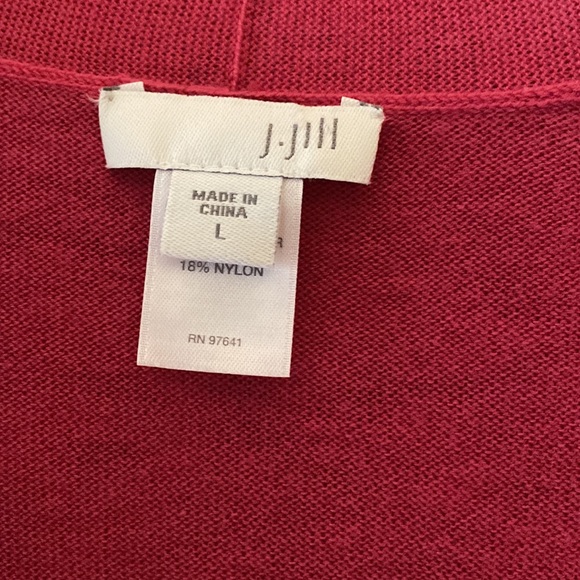 J.JILL
MADE IN
CHINA
L
R
18% NYLON
RN 97641